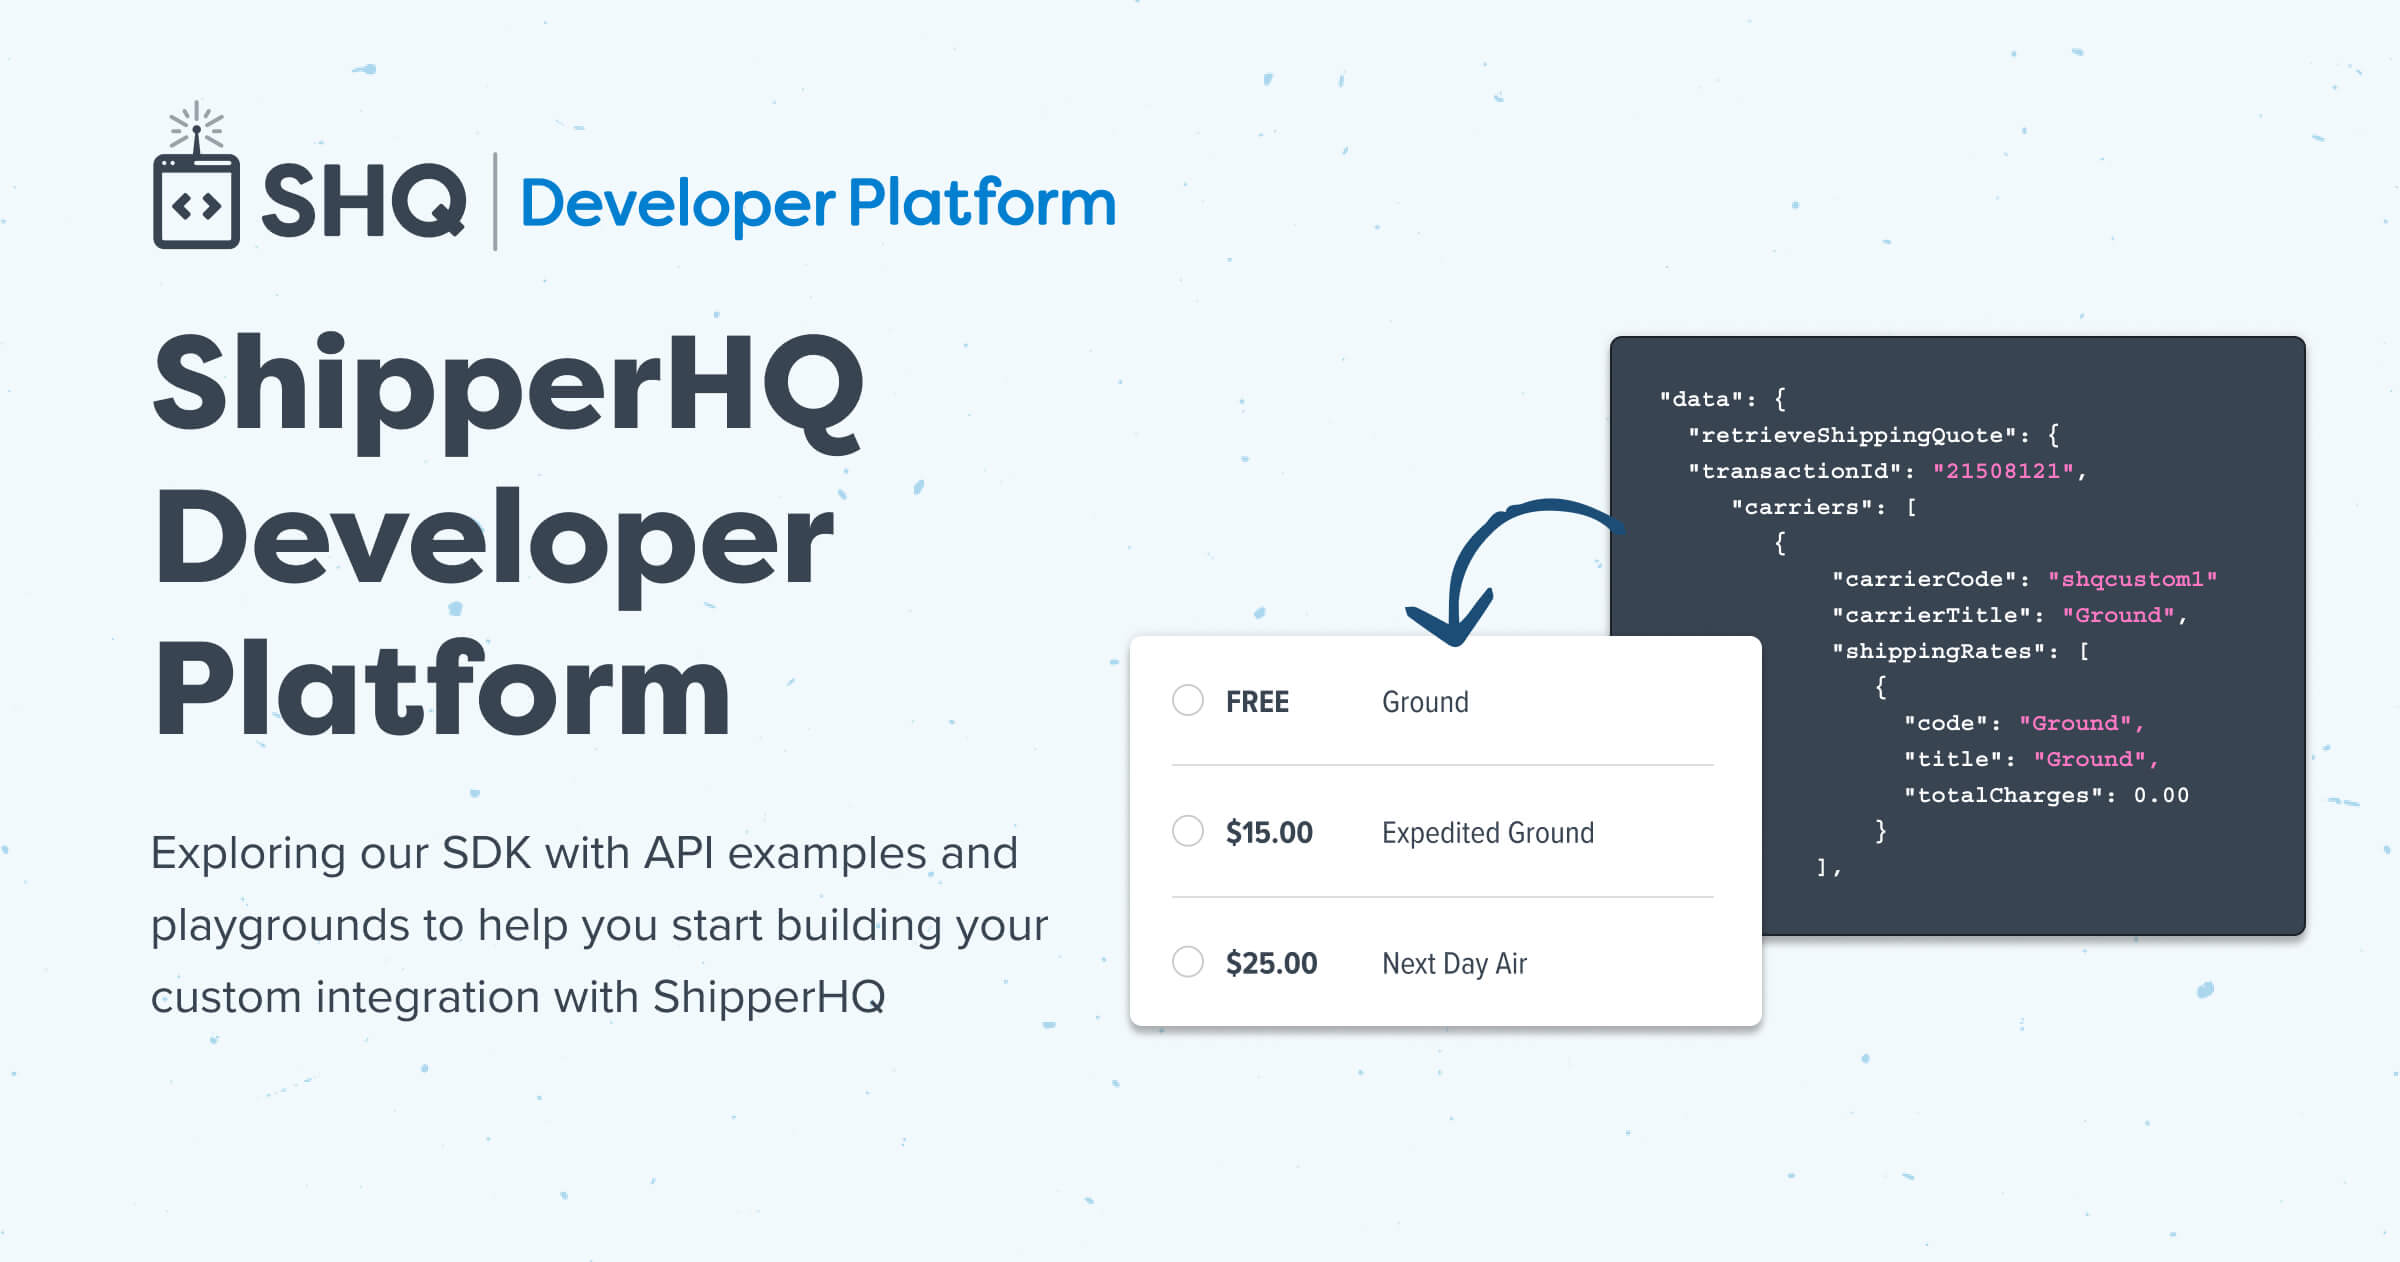 SHQ | Developer Platform
ShipperHQ
Developer
Platform
Exploring our SDK with API examples and
playgrounds to help you start building your
custom integration with ShipperHQ
"data": {
"retrieveShippingQuote": {
"transactionId": "21508121",
"carriers": [
{
"carrierCode": "shqcustom1"
"carrierTitle": "Ground",
"shippingRates": [
{
"code": "Ground",
"title": "Ground",
"totalCharges": 0.00
}
],
FREE Ground
$15.00 Expedited Ground
$25.00 Next Day Air